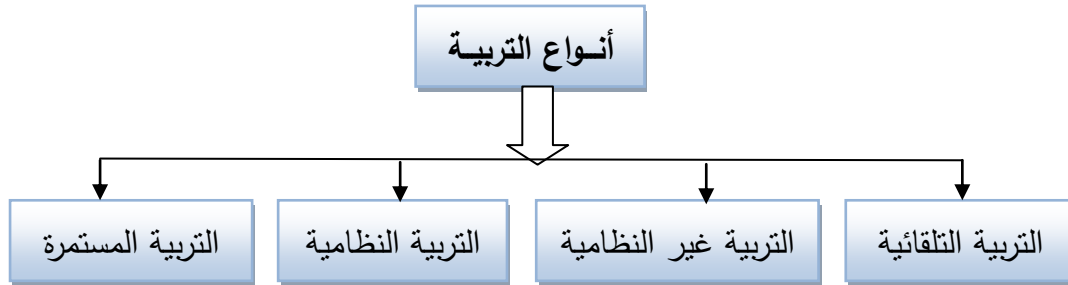 أنـواع التربيـة
التربية التلقائية
التربية غير النظامية
التربية النظامية
التربية المستمرة